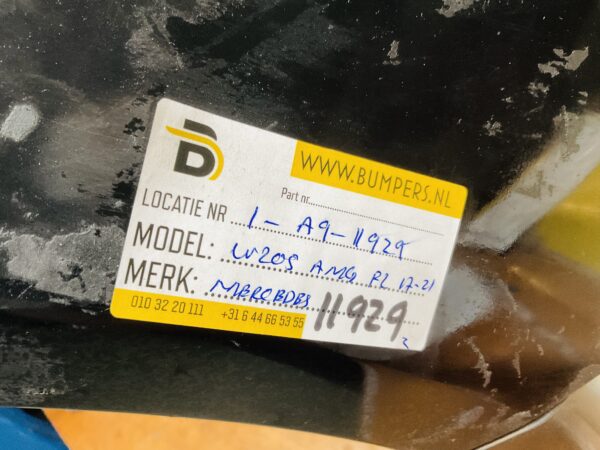 B
WWW.BUMPERS.NL
Part nr
LOCATIE NR 1 - A9 - 11929
MODEL: W205 AMG FL 17-21
MERK: MERCEDES
010 32 20 111 +31 6 44 66 53 55 11929